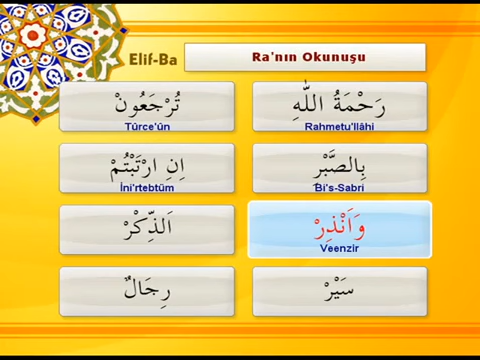 Elif-Ba
Ra'nın Okunuşu
رَحْمَةُ اللّٰهِ
Rahmetu'llâhi
تُرْجَعُونْ
Tûrce'ûn
بِالصَّبْرِ
Bi's-Sabri
اِنِ ارْتَبْتُمْ
İni'rtebtüm
وَاَنْذِرْ
Veenzir
اَلذِّكْرْ
سَيْرْ
رِجَالٌ